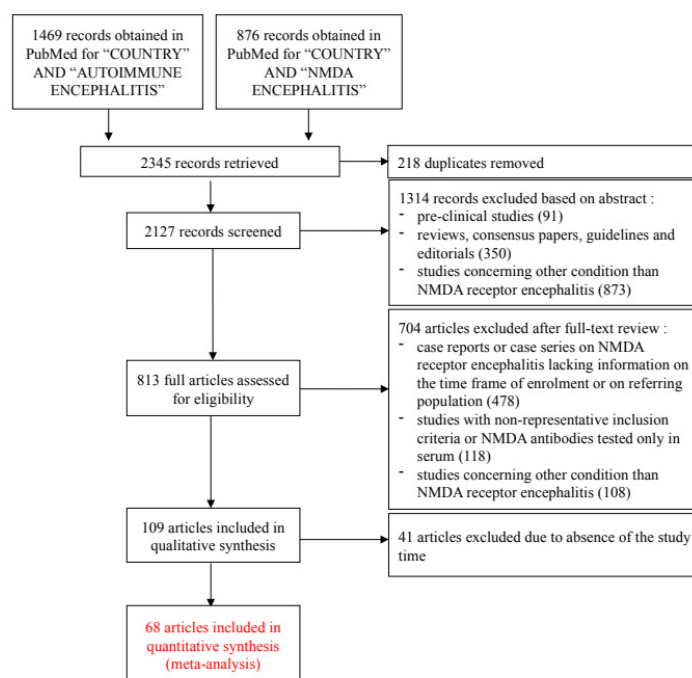 1469 records obtained in
PubMed for “COUNTRY”
AND “AUTOIMMUNE
ENCEPHALITIS”
876 records obtained in
PubMed for “COUNTRY”
AND “NMDA
ENCEPHALITIS”
2345 records retrieved
218 duplicates removed
2127 records screened
1314 records excluded based on abstract :
- pre-clinical studies (91)
- reviews, consensus papers, guidelines and
editorials (350)
- studies concerning other condition than
NMDA receptor encephalitis (873)
813 full articles assessed
for eligibility
704 articles excluded after full-text review :
- case reports or case series on NMDA
receptor encephalitis lacking information on
the time frame of enrolment or on referring
population (478)
- studies with non-representative inclusion
criteria or NMDA antibodies tested only in
serum (118)
- studies concerning other condition than
NMDA receptor encephalitis (108)
109 articles included in
qualitative synthesis
41 articles excluded due to absence of the study
time
68 articles included in
quantitative synthesis
(meta-analysis)